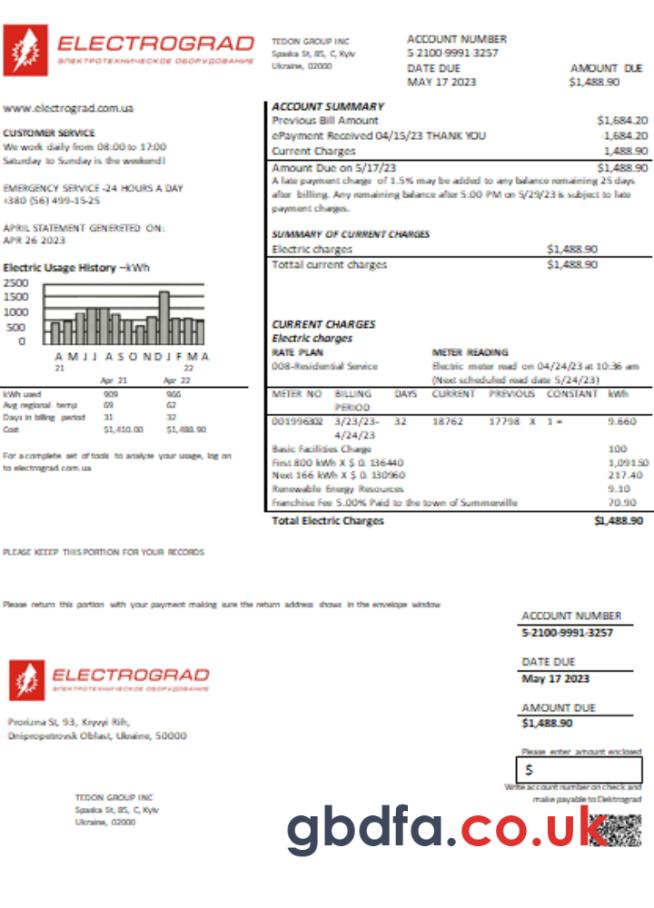 ELECTROGRAD
ЭЛЕКТРОТЕХНИЧЕСКОЕ ОБОРУДОВАНИЕ
TEDON GROUP INC
Spaska St, 85, C, Kyiv
Ukraine, 02000
ACCOUNT NUMBER
5-2100-9991-3257
DATE DUE AMOUNT DUE
MAY 17 2023 $1,488.90
www.electrograd.com.ua
CUSTOMER SERVICE
We work daily from 08:00 to 17:00
Saturday to Sunday is the weekend!
EMERGENCY SERVICE -24 HOURS A DAY
+380 (56) 499-15-25
APRIL STATEMENT GENERETED ON:
APR 26 2023
Electric Usage History –kWh
2500
1500
1000
500
0
A M J J A S O N D J F M A
21 22
Apr 21 Apr 22
kWh used 909 966
Avg regional temp 69 62
Days in billing period 31 32
Cost $1,410.00 $1,488.90
For a complete set of tools to analyze your usage, log on
to electrograd.com.ua
ACCOUNT SUMMARY
Previous Bill Amount $1,684.20
ePayment Received 04/15/23 THANK YOU -1,684.20
Current Charges 1,488.90
Amount Due on 5/17/23 $1,488.90
A late payment charge of 1.5% may be added to any balance remaining 25 days
after billing. Any remaining balance after 5:00 PM on 5/29/23 is subject to late
payment charges.
SUMMARY OF CURRENT CHARGES
Electric charges $1,488.90
Tottal current charges $1,488.90
CURRENT CHARGES
Electric charges
RATE PLAN METER READING
008-Residential Service Electric meter read on 04/24/23 at 10:36 am
(Next scheduled read date 5/24/23)
METER NO BILLING PERIOD DAYS CURRENT PREVIOUS CONSTANT kWh
001996302 3/23/23- 32 18762 17798 X 1 = 9.660
4/24/23
Basic Facilities Charge 100
First 800 kWh X $ 0. 136440 1,091.50
Next 166 kWh X $ 0. 130960 217.40
Renewable Energy Resources 9.10
Franchise Fee 5.00% Paid to the town of Summerville 70.90
Total Electric Charges $1,488.90
PLEASE KEEEP THIS PORTION FOR YOUR RECORDS
Please return this portion with your payment making sure the return address shows in the envelope window
ACCOUNT NUMBER
5-2100-9991-3257
DATE DUE
May 17 2023
AMOUNT DUE
$1,488.90
Please enter amount enclosed
$
Write account number on check and
make payable to Elektrograd
ELECTROGRAD
ЭЛЕКТРОТЕХНИЧЕСКОЕ ОБОРУДОВАНИЕ
Prorizna St, 93, Kryvyi Rih,
Dnipropetrovsk Oblast, Ukraine, 50000
TEDON GROUP INC
Spaska St, 85, C, Kyiv
Ukraine, 02000
gbdfa.co.uk